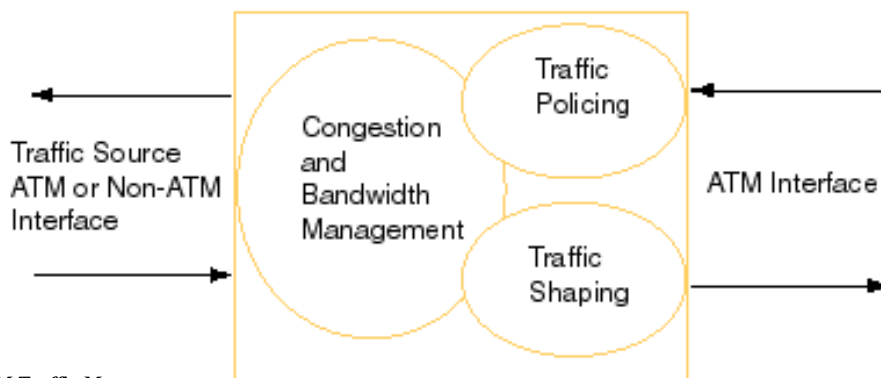 Traffic
Policing
Congestion
and
Bandwidth
Management
Traffic Source
ATM or Non-ATM
Interface
ATM Interface
Traffic
Shaping